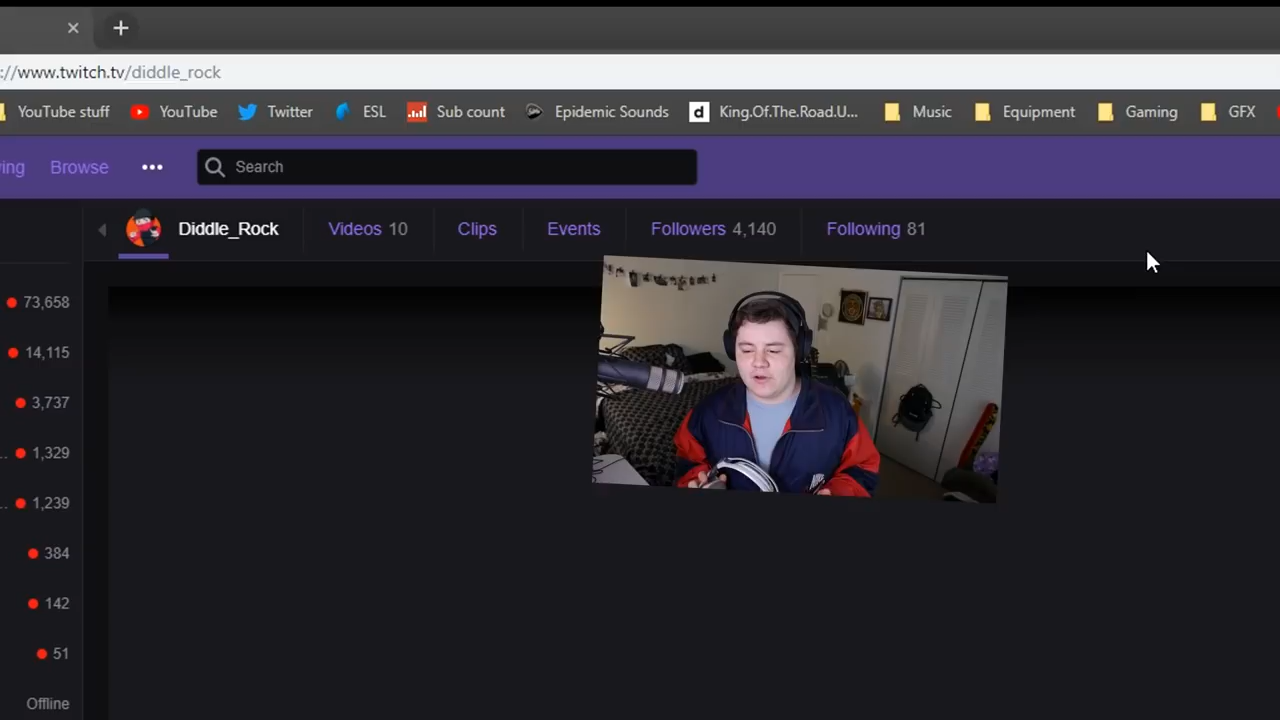 ://www.twitch.tv/diddle_rock
YouTube stuff YouTube Twitter ESL Sub count Epidemic Sounds d King.Of.The.Road.U... Music Equipment Gaming GFX
ing Browse ••• Search
Diddle_Rock Videos 10 Clips Events Followers 4,140 Following 81
73,658
14,115
3,737
... 1,329
... 1,239
384
142
51
Offline